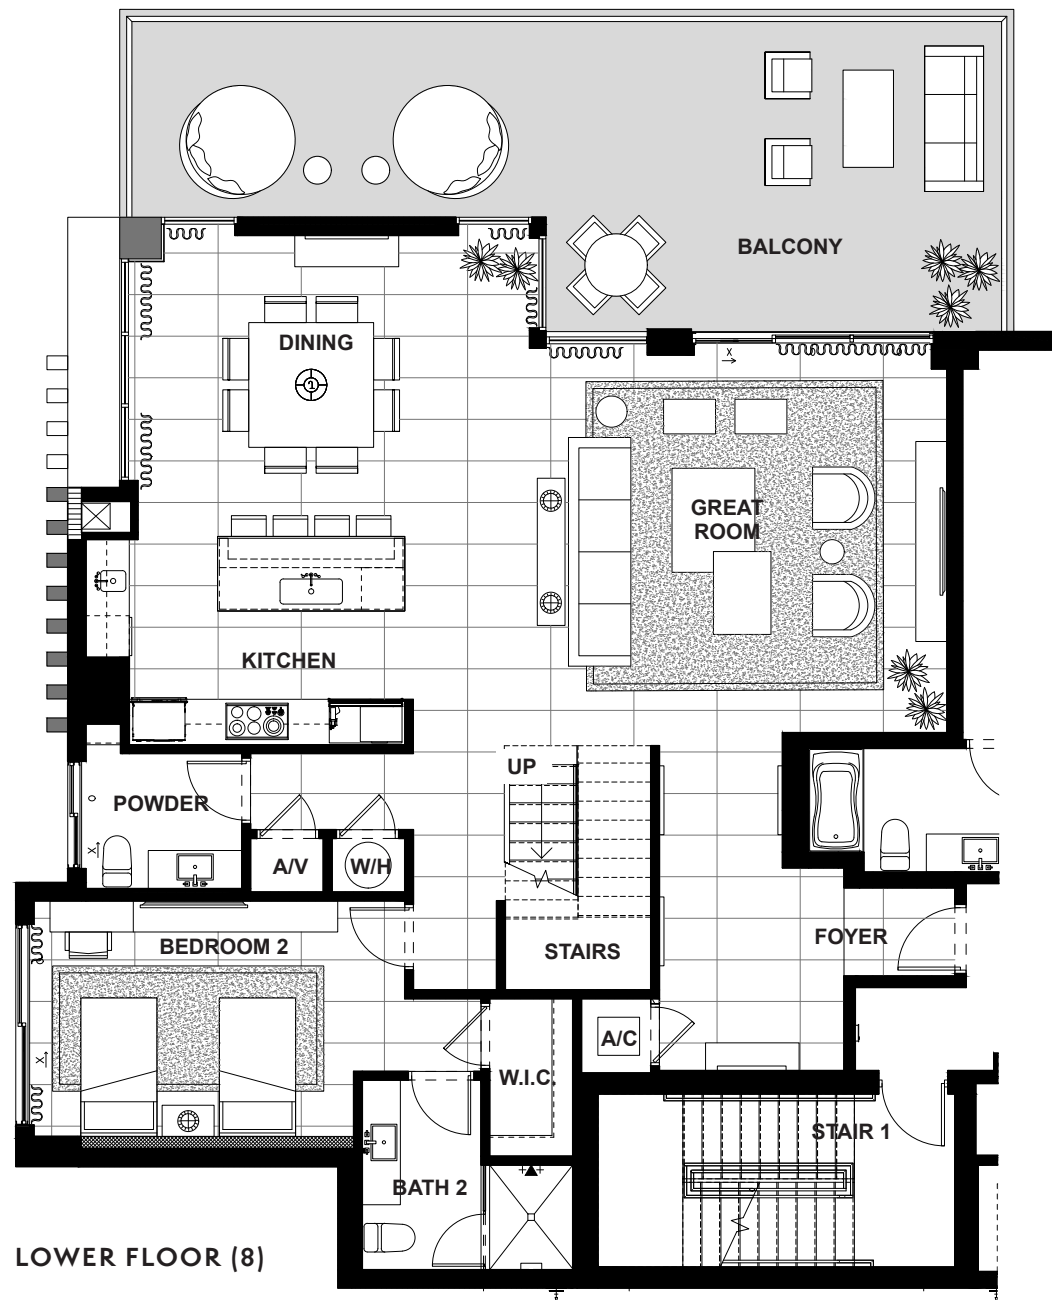 BALCONY
DINING
GREAT
ROOM
KITCHEN
UP
POWDER
A/V
W/H
FOYER
BEDROOM 2
STAIRS
A/C
W.I.C.
STAIR 1
BATH 2
LOWER FLOOR (8)
X
X
X